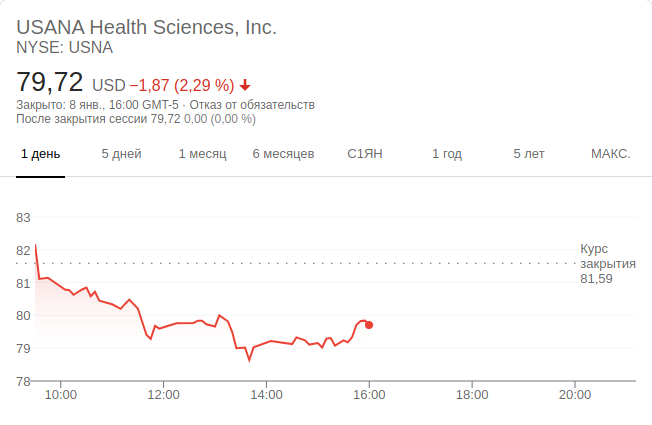 USANA Health Sciences, Inc.
NYSE: USNA
79,72 USD −1,87 (2,29 %)
Закрыто: 8 янв., 16:00 GMT-5 · Отказ от обязательств
После закрытия сессии 79,72 0,00 (0,00 %)
1 день 5 дней 1 месяц 6 месяцев С1ЯН 1 год 5 лет МАКС.
83
82
81
80
79
78
Курс
закрытия
81,59
10:00 12:00 14:00 16:00 18:00 20:00